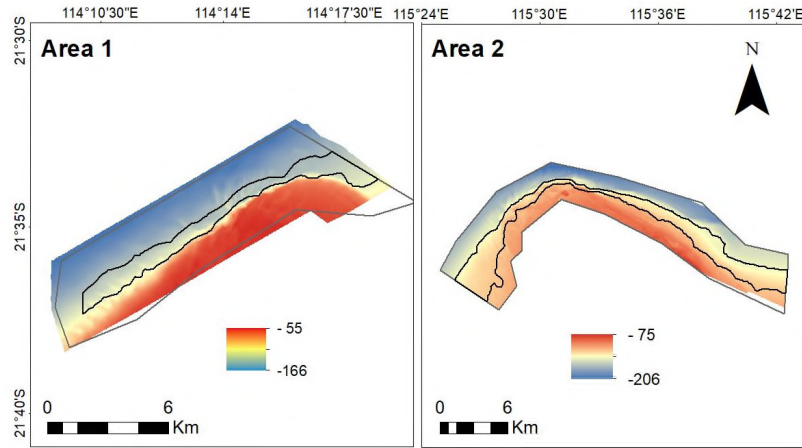 114°10'30"E 114°14' 114°17'30"E 115°24' 115°30'E 115°36'E 115°42'E
21°30'S
Area 1
Area 2
N
21°35'S
- 55
-166
- 75
-206
0 6
Km
0 6
Km
21°40'S